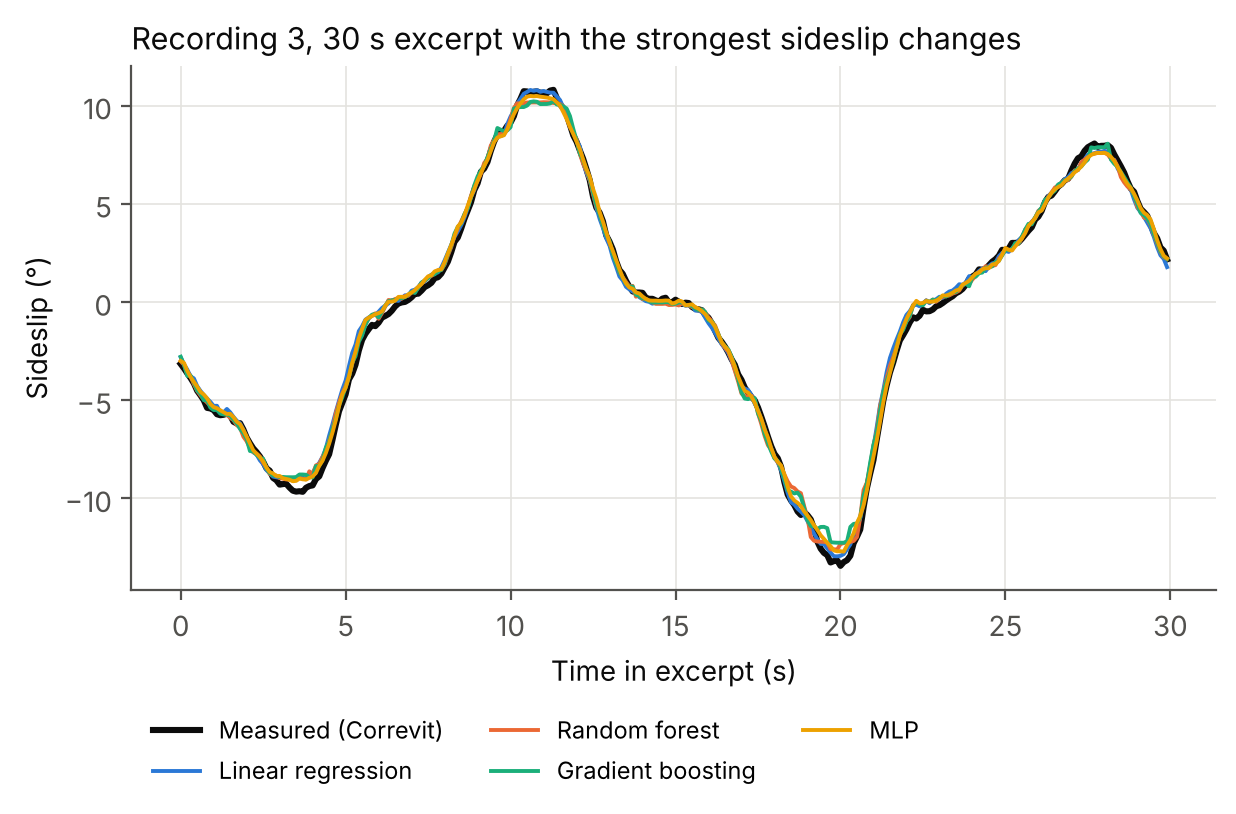 Recording 3, 30 s excerpt with the strongest sideslip changes
Sideslip (°)
10
5
0
−5
−10
0 5 10 15 20 25 30
Time in excerpt (s)
Measured (Correvit) Random forest MLP
Linear regression Gradient boosting